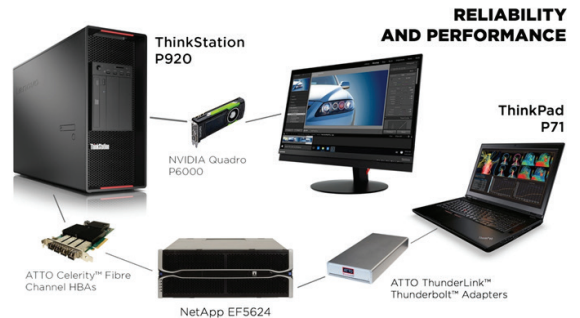 RELIABILITY
AND PERFORMANCE
ThinkStation
P920
ThinkStation
NVIDIA Quadro
P6000
ThinkPad
P71
ATTO Celerity™ Fibre
Channel HBAs
NetApp EF5624
ATTO ThunderLink™
Thunderbolt™ Adapters